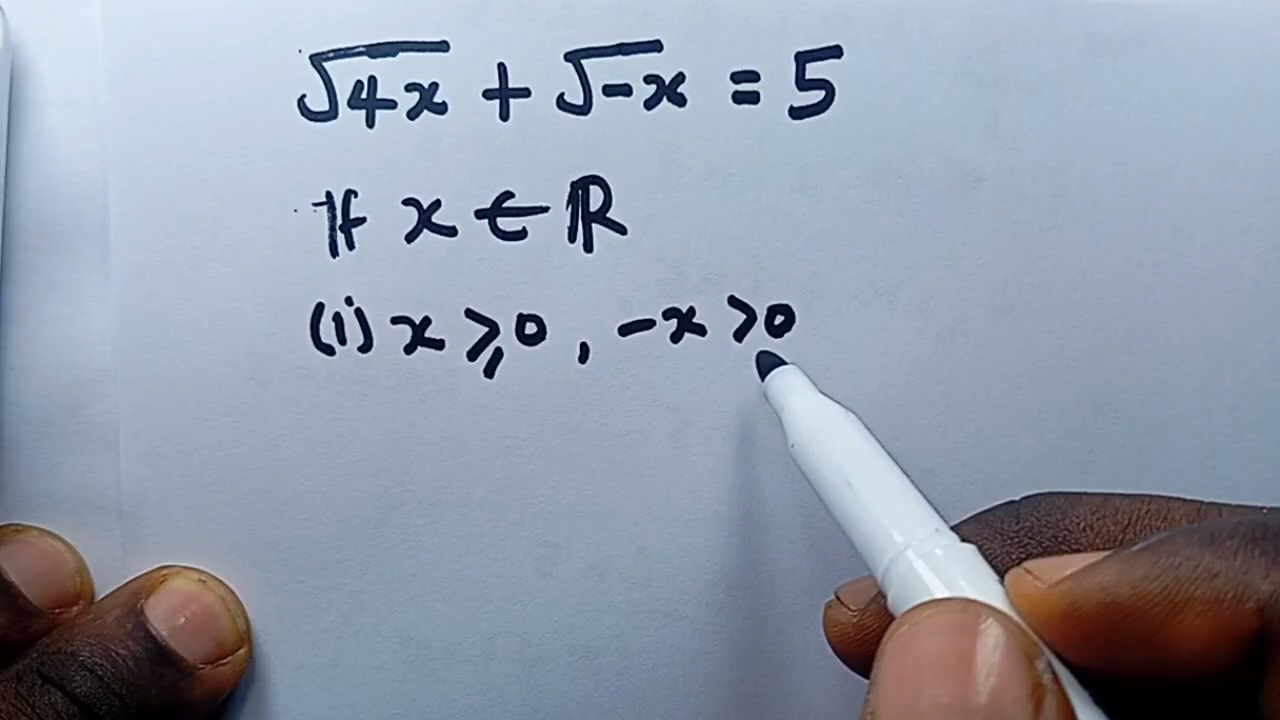 √4x + √-x = 5
If x ∈ ℝ
(i) x ≥ 0, -x > 0